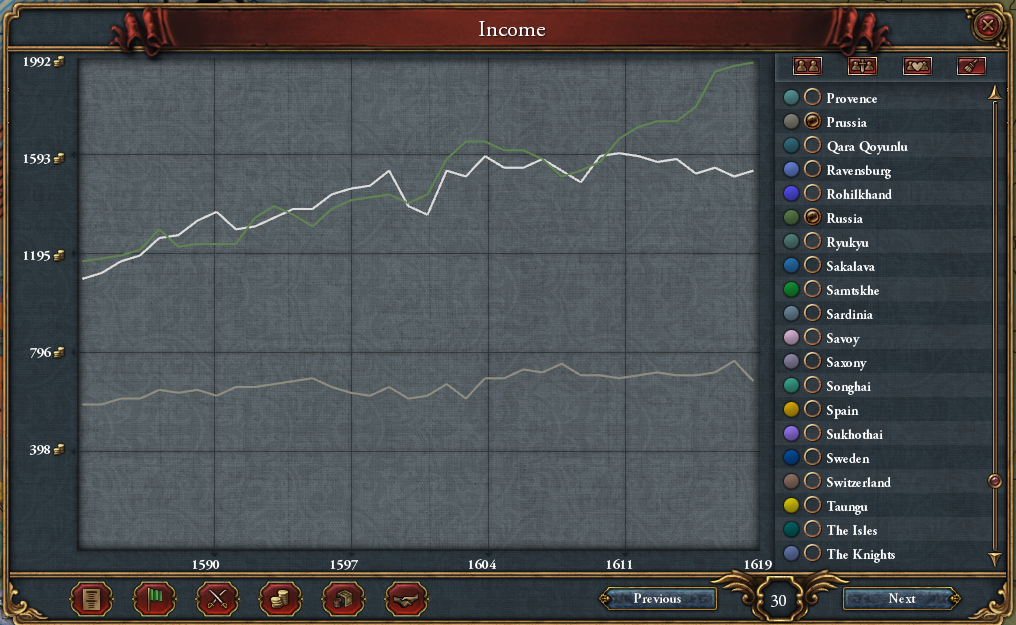 Income
1992
1593
1195
796
398
1590
1597
1604
1611
1619
Provence
Prussia
Qara Qoyunlu
Ravensburg
Rohilkhand
Russia
Ryukyu
Sakalava
Samtskhe
Sardinia
Savoy
Saxony
Songhai
Spain
Sukhothai
Sweden
Switzerland
Taungu
The Isles
The Knights
Previous
30
Next